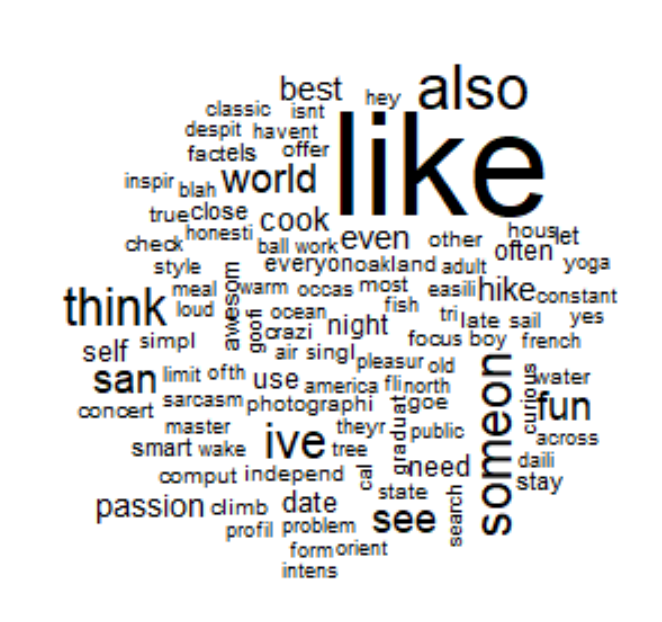 best hey also
classic isnt
despit havent
factels offer like
inspir blah world
true close cook
check honesti ball work even other often hous let
style everyon oakland adult yoga
think meal awesom warm occas most easili hike constant
loud goofi ocean fish tri late sail yes
self simpl crazi night focus boy french
air singl pleasur old
san limit ofth use america fli north someon curious water
concert sarcasm photographi graduat goe fun
master ive theyr public across
smart wake tree need daili
comput independ cal state stay
passion climb date see search
profil problem
form orient
intens